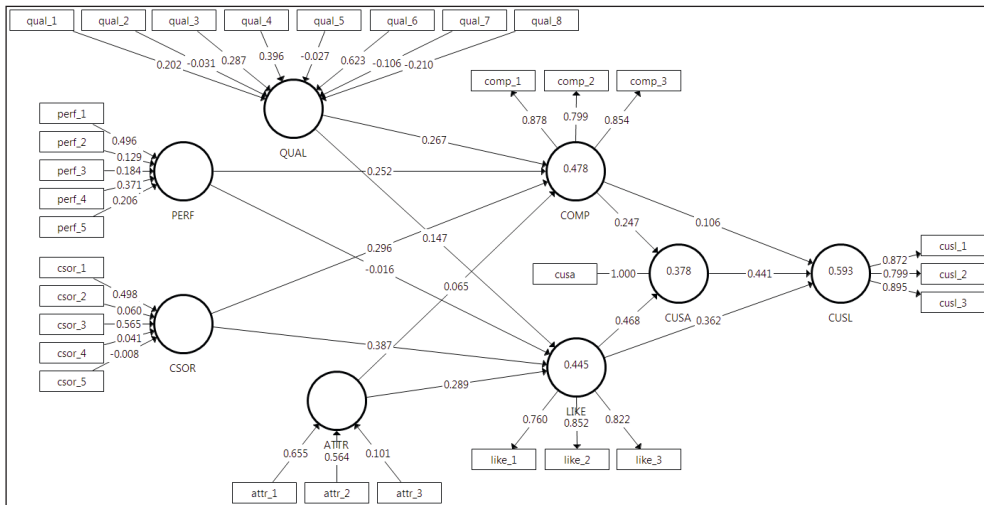 qual_1 qual_2 qual_3 qual_4 qual_5 qual_6 qual_7 qual_8
0.202 -0.031 0.287 0.396 -0.027 0.623 -0.106 -0.210
QUAL
comp_1 comp_2 comp_3
0.878 0.799 0.854
perf_1
perf_2
perf_3
perf_4
perf_5
0.496
0.129
0.184
0.371
0.206
PERF
0.267
0.252
0.478
COMP
csor_1
csor_2
csor_3
csor_4
csor_5
0.498
0.060
0.565
0.041
-0.008
CSOR
0.296
0.147
-0.016
0.065
0.387
0.289
0.247
0.106
cusa
1.000
0.378
CUSA
0.441
0.468
0.362
0.593
CUSL
0.872
0.799
0.895
cusl_1
cusl_2
cusl_3
0.445
LIKE
0.760 0.852 0.822
like_1 like_2 like_3
ATTR
0.655 0.564 0.101
attr_1 attr_2 attr_3